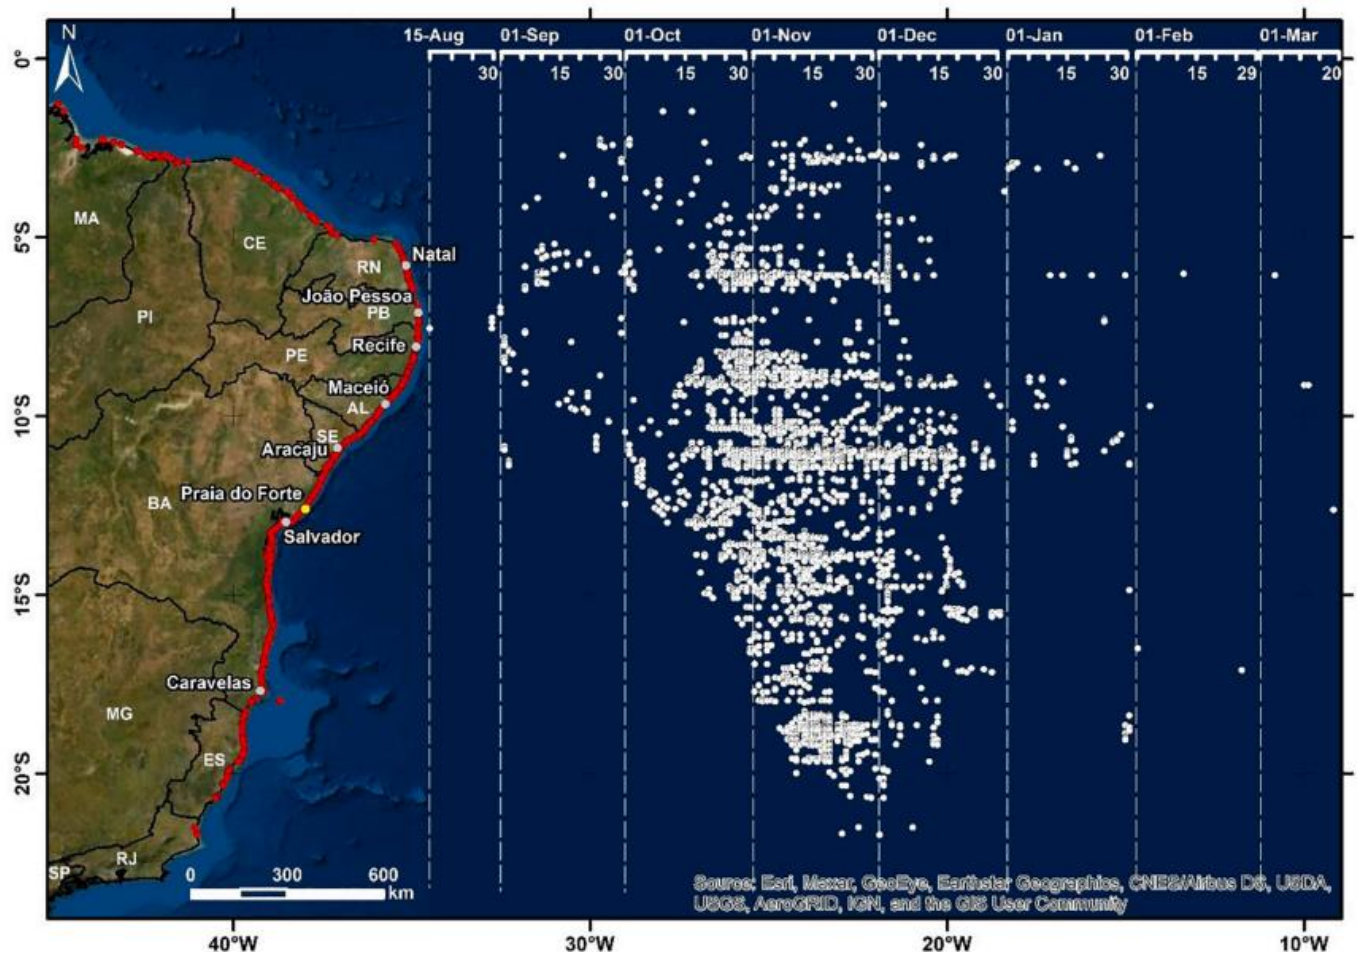 N
15-Aug 01-Sep 01-Oct 01-Nov 01-Dec 01-Jan 01-Feb 01-Mar
30 15 30 15 30 15 30 15 30 15 30 15 29 20
0°
5°S
10°S
15°S
20°S
MA
CE
Natal
RN
João Pessoa
PI
PB
Recife
PE
Maceió
AL
SE
Aracaju
Praia do Forte
BA
Salvador
Caravelas
MG
ES
RJ
SP
0 300 600
km
Source: Esri, Maxar, GeoEye, Earthstar Geographics, CNES/Airbus DS, USDA,
USGS, AeroGRID, IGN, and the GIS User Community
40°W 30°W 20°W 10°W